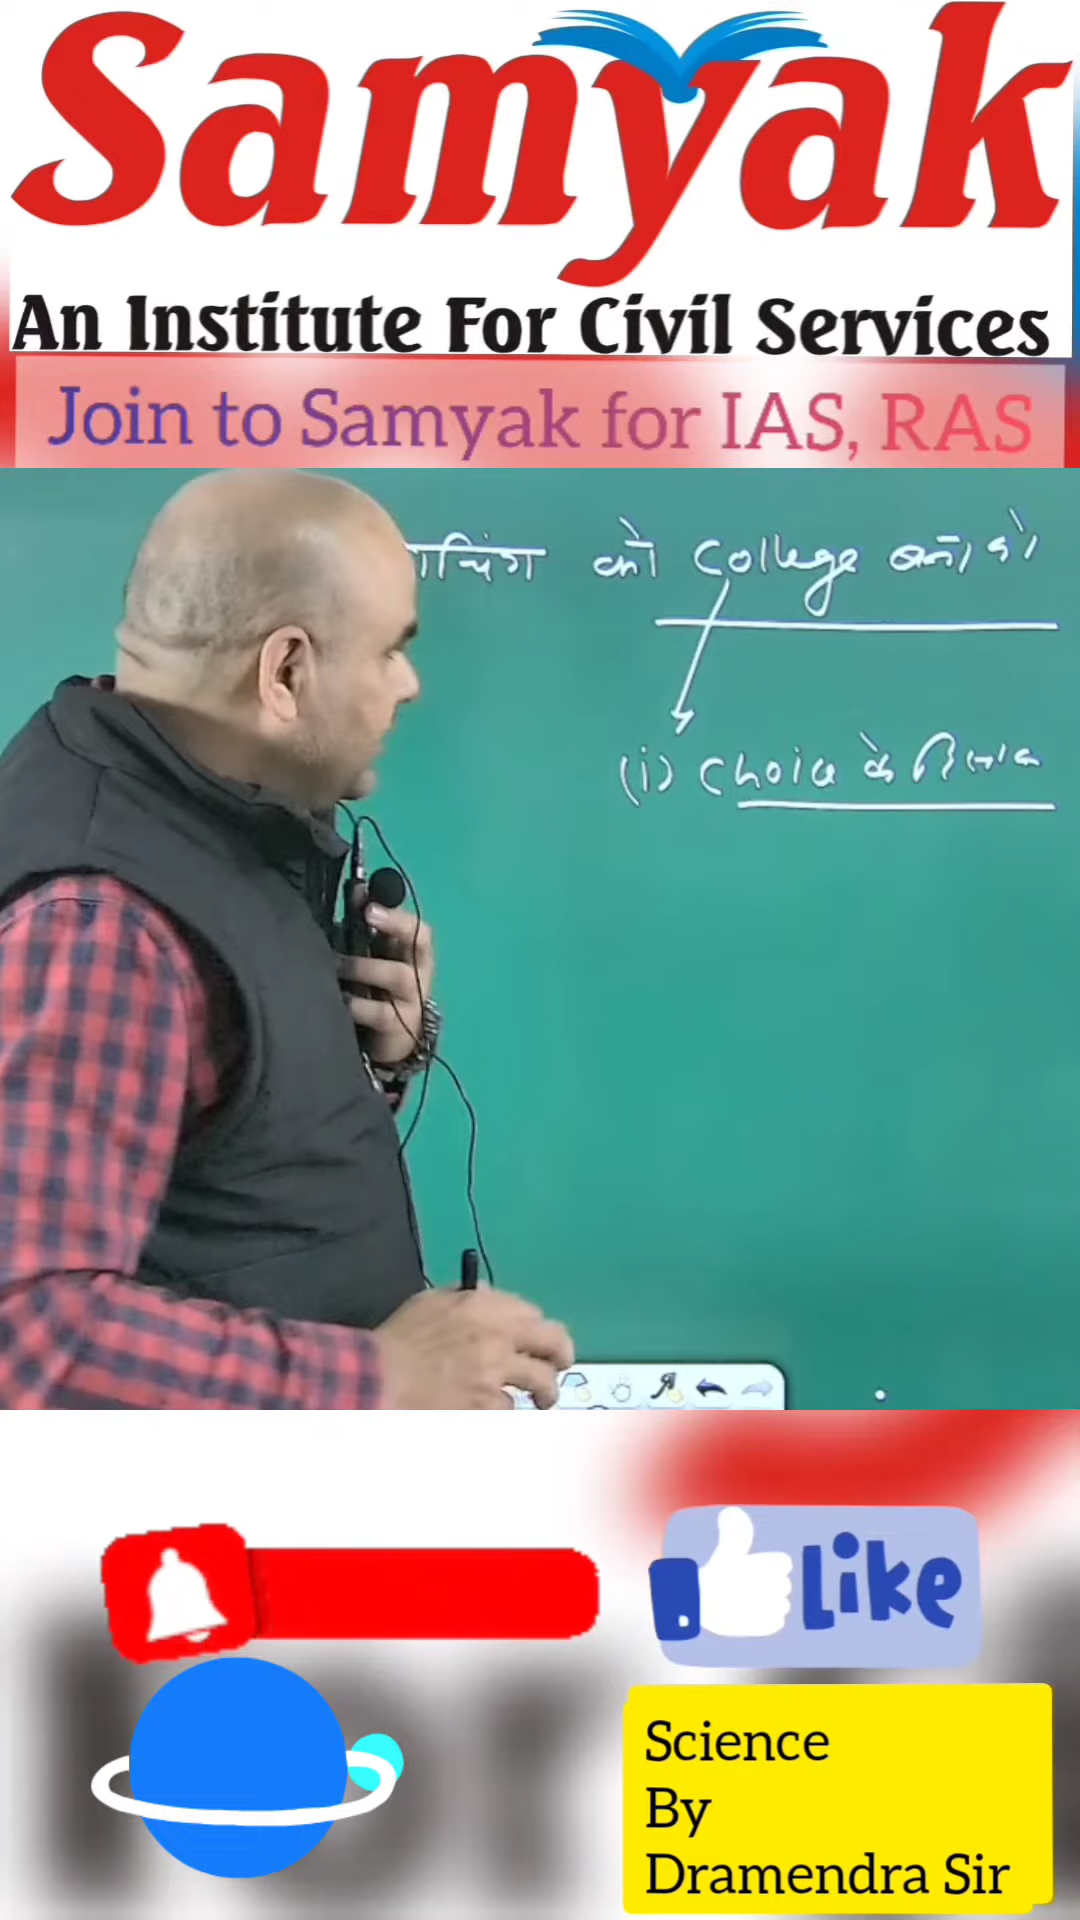 Samyak
An Institute For Civil Services
Join to Samyak for IAS, RAS
को College बना दो
(i) Choice के
Like
Science
By
Dramendra Sir